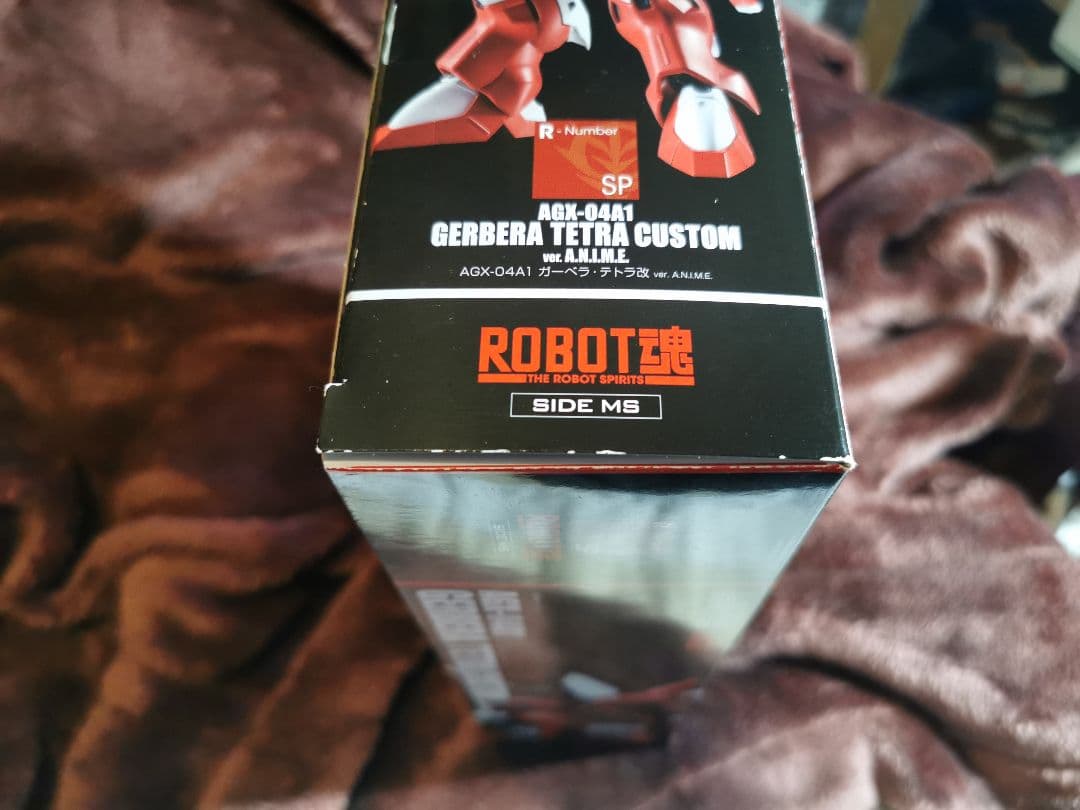 R - Number
SP
AGX-04A1
GERBERA TETRA CUSTOM
ver. A.N.I.M.E.
AGX-04A1 ガーベラ・テトラ改 ver. A.N.I.M.E.
ROBOT魂
THE ROBOT SPIRITS
SIDE MS